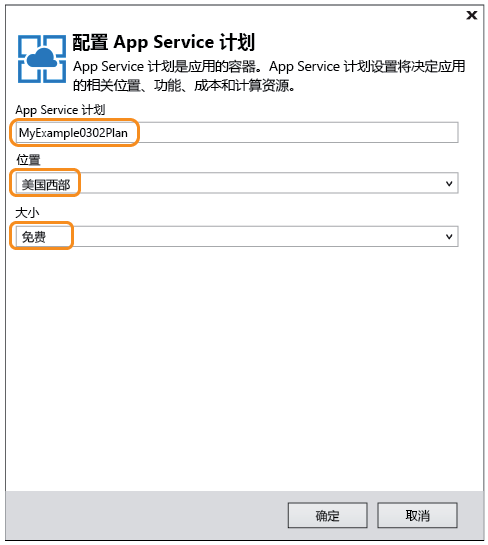 配置 App Service 计划
App Service 计划是应用的容器。App Service 计划设置将决定应用
的相关位置、功能、成本和计算资源。
App Service 计划
MyExample0302Plan
位置
美国西部
大小
免费
确定
取消